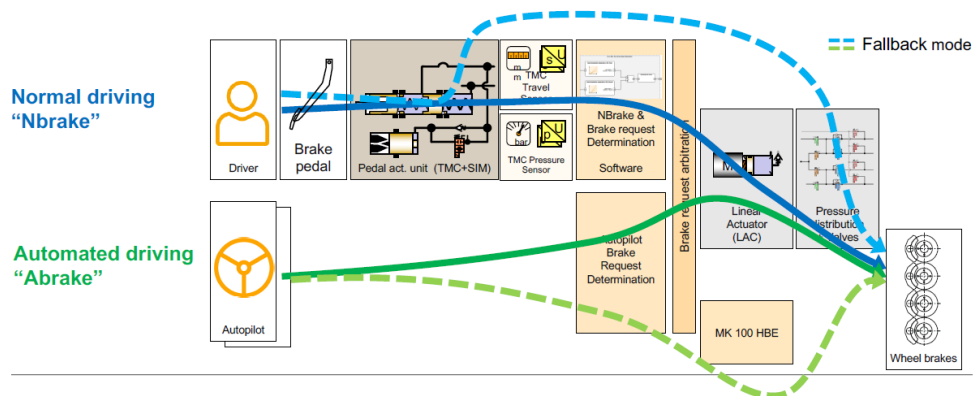 Fallback mode
Normal driving
“Nbrake”
Driver
Brake
pedal
Pedal act. unit (TMC+SIM)
m
m
s U
TMC
Travel
bar
p U
TMC Pressure
Sensor
NBrake &
Brake request
Determination
Software
Brake request arbitration
M
Linear
Actuator
(LAC)
Pressure
distribution
Automated driving
“Abrake”
Autopilot
Autopilot
Brake
Request
Determination
MK 100 HBE
Wheel brakes